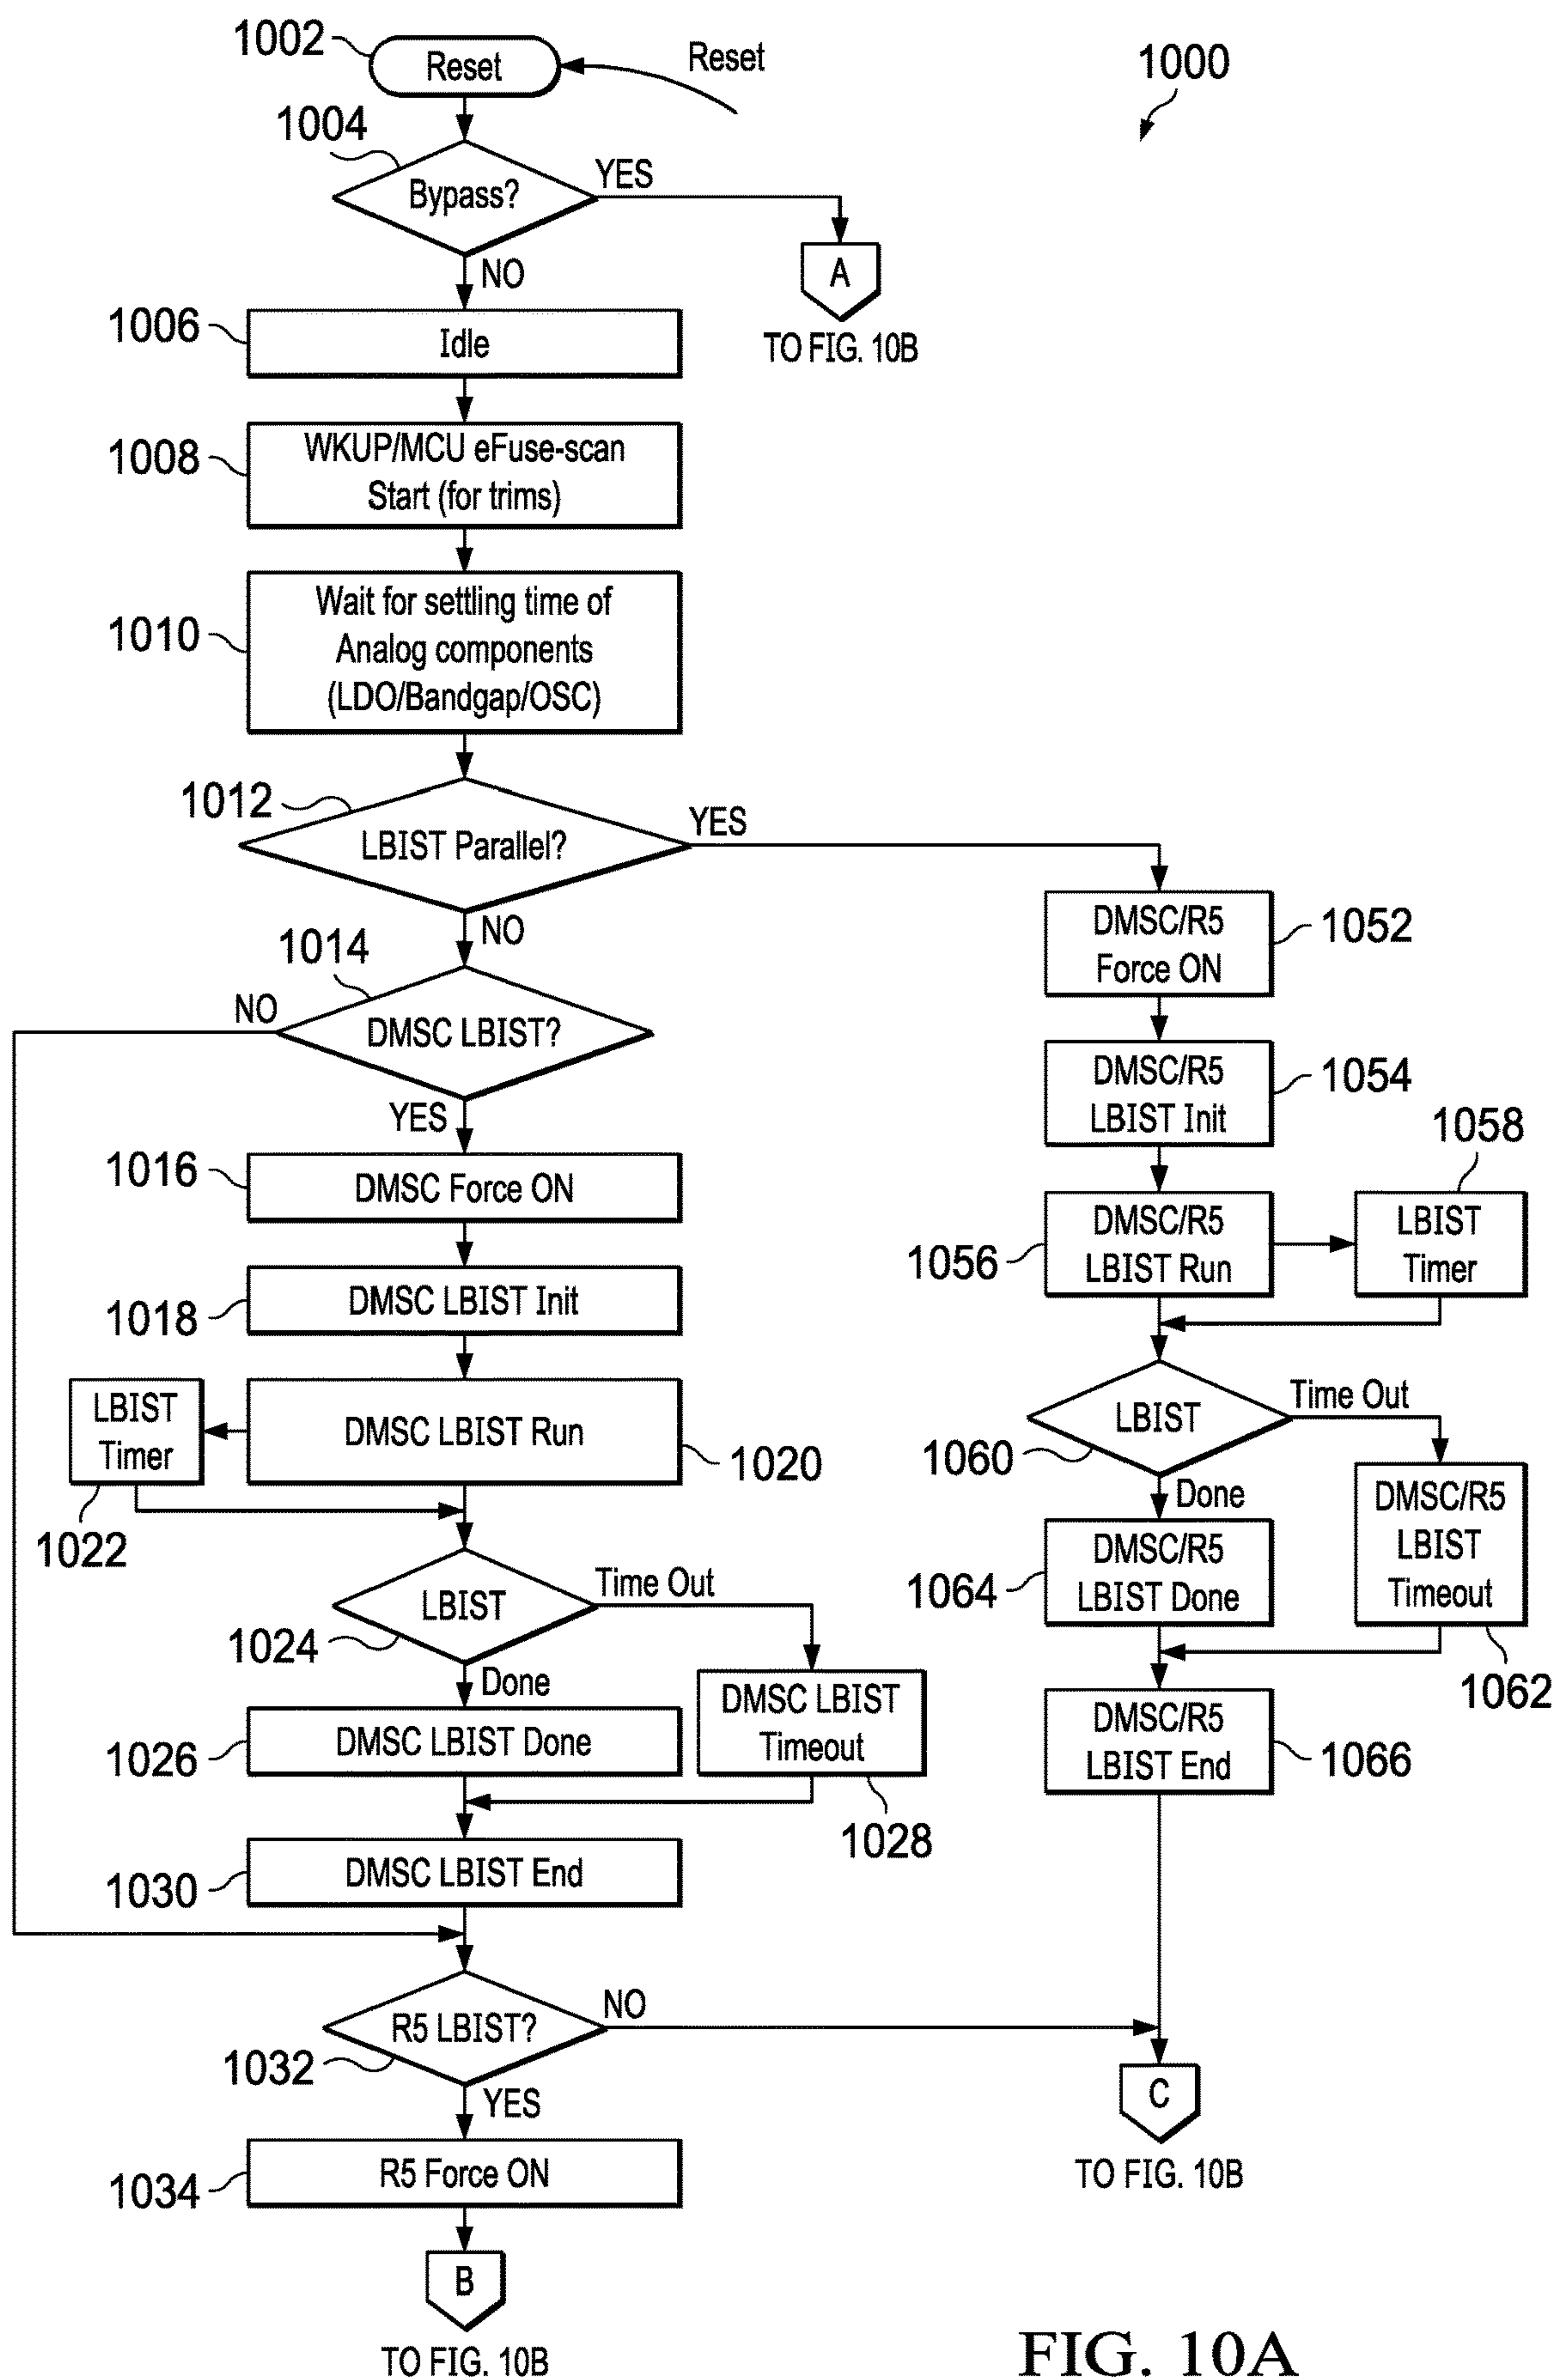 1002
Reset
Reset
1000
1004
Bypass?
YES
NO
A
TO FIG. 10B
1006
Idle
1008
WKUP/MCU eFuse-scan
Start (for trims)
1010
Wait for settling time of
Analog components
(LDO/Bandgap/OSC)
1012
LBIST Parallel?
YES
NO
1014
NO
DMSC LBIST?
YES
1016
DMSC Force ON
1018
DMSC LBIST Init
LBIST
Timer
1022
DMSC LBIST Run
1020
LBIST
1024
Time Out
Done
1026
DMSC LBIST Done
DMSC LBIST
Timeout
1028
1030
DMSC LBIST End
R5 LBIST?
1032
NO
YES
1034
R5 Force ON
B
TO FIG. 10B
DMSC/R5
Force ON
1052
DMSC/R5
LBIST Init
1054
1056
DMSC/R5
LBIST Run
1058
LBIST
Timer
LBIST
1060
Time Out
Done
1064
DMSC/R5
LBIST Done
DMSC/R5
LBIST
Timeout
1062
DMSC/R5
LBIST End
1066
C
TO FIG. 10B
FIG. 10A